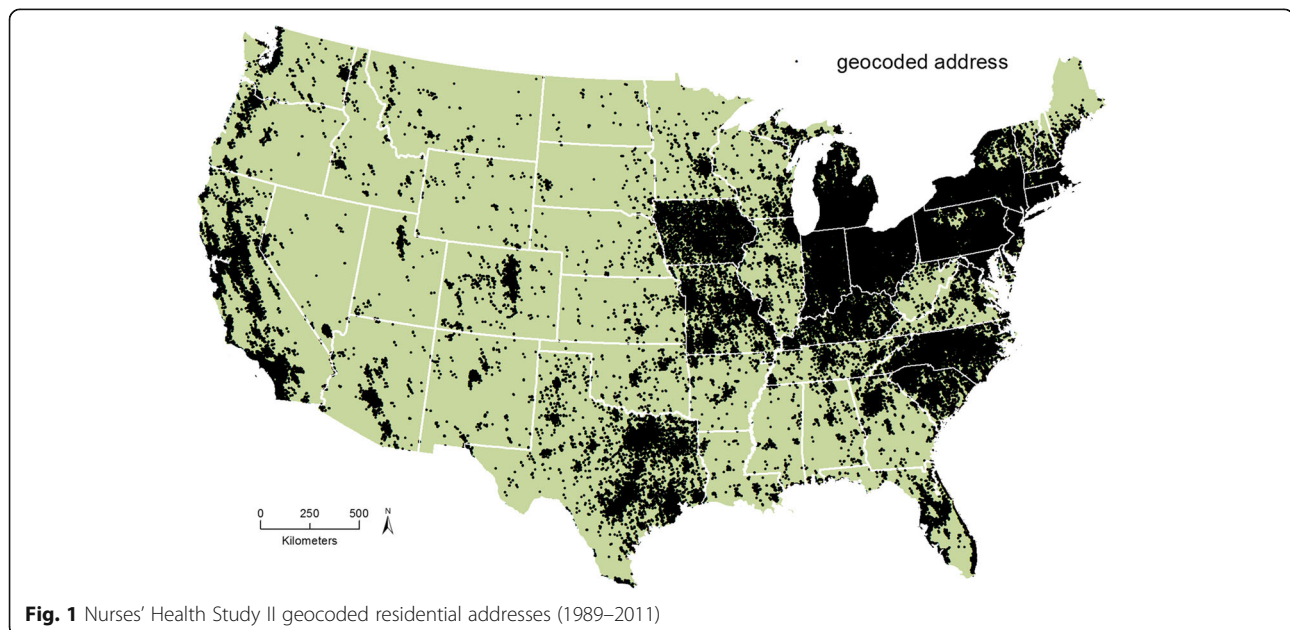 geocoded address
0 250 500
N
Kilometers
Fig. 1 Nurses’ Health Study II geocoded residential addresses (1989–2011)